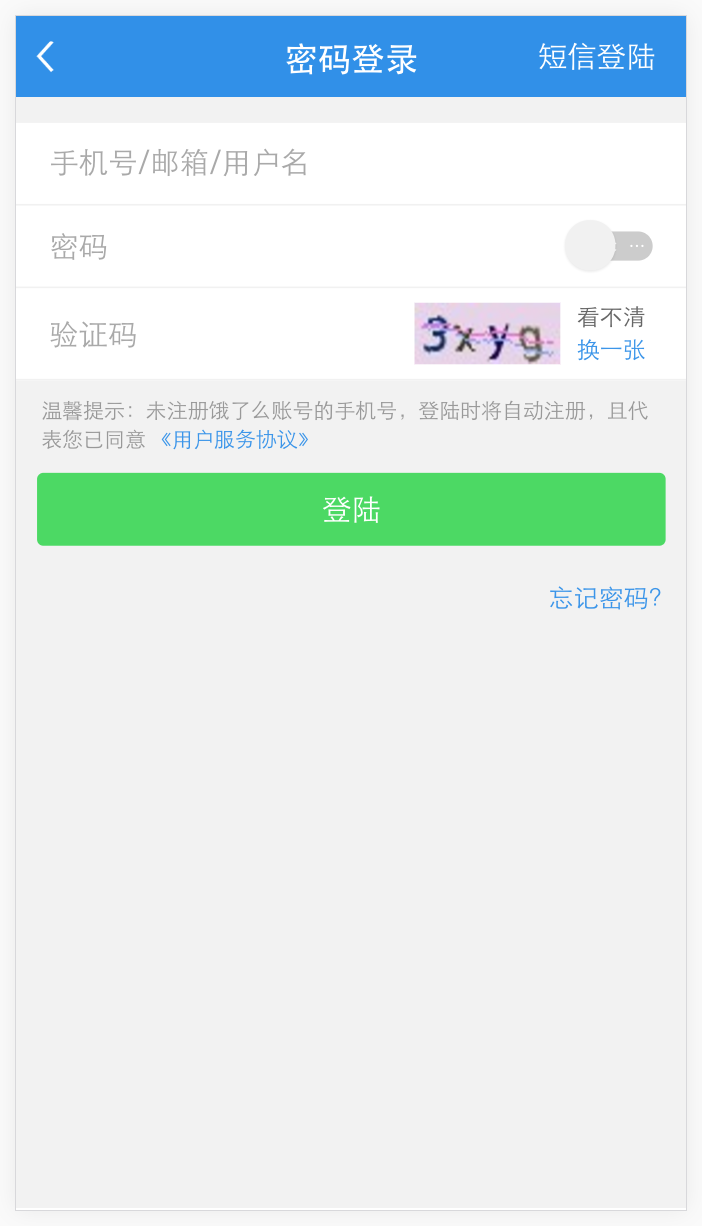 密码登录
短信登陆
手机号/邮箱/用户名
密码
...
验证码
3xyg
看不清
换一张
温馨提示：未注册饿了么账号的手机号，登陆时将自动注册，且代
表您已同意 《用户服务协议》
登陆
忘记密码?